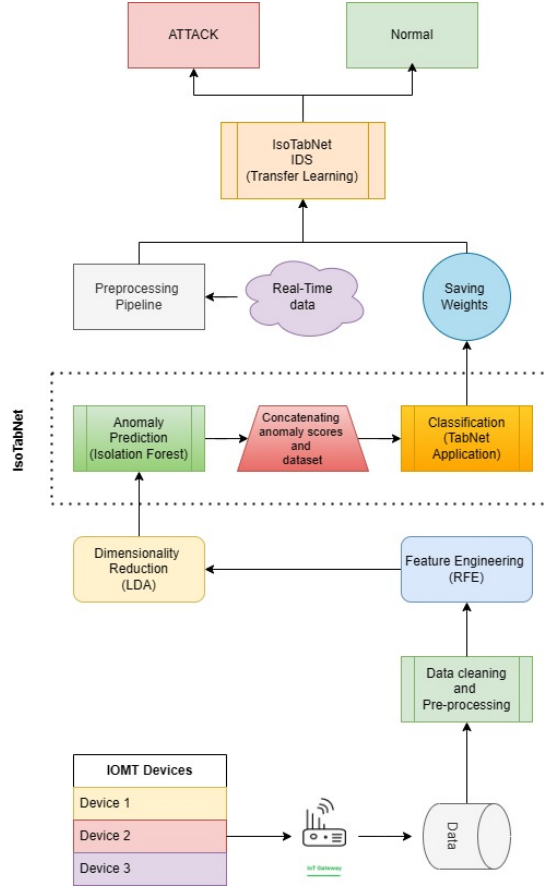 ATTACK
Normal
IsoTabNet
IDS
(Transfer Learning)
Preprocessing
Pipeline
Real-Time
data
Saving
Weights
IsoTabNet
Anomaly
Prediction
(Isolation Forest)
Concatenating
anomaly scores
and
dataset
Classification
(TabNet
Application)
Dimensionality
Reduction
(LDA)
Feature Engineering
(RFE)
Data cleaning
and
Pre-processing
IOMT Devices
Device 1
Device 2
Device 3
IoT Gateway
Data